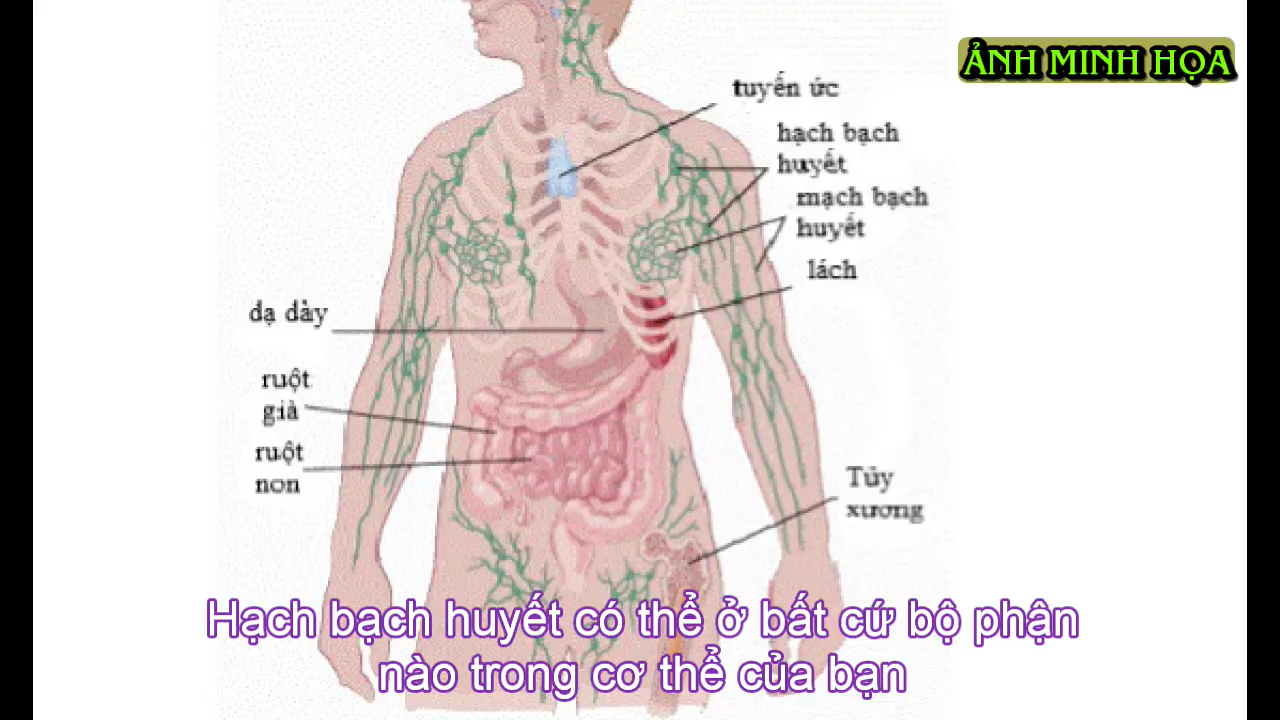 ẢNH MINH HỌA
tuyến ức
hạch bạch
huyết
mạch bạch
huyết
lách
dạ dày
ruột
già
ruột
non
Tủy
xương
Hạch bạch huyết có thể ở bất cứ bộ phận
nào trong cơ thể của bạn